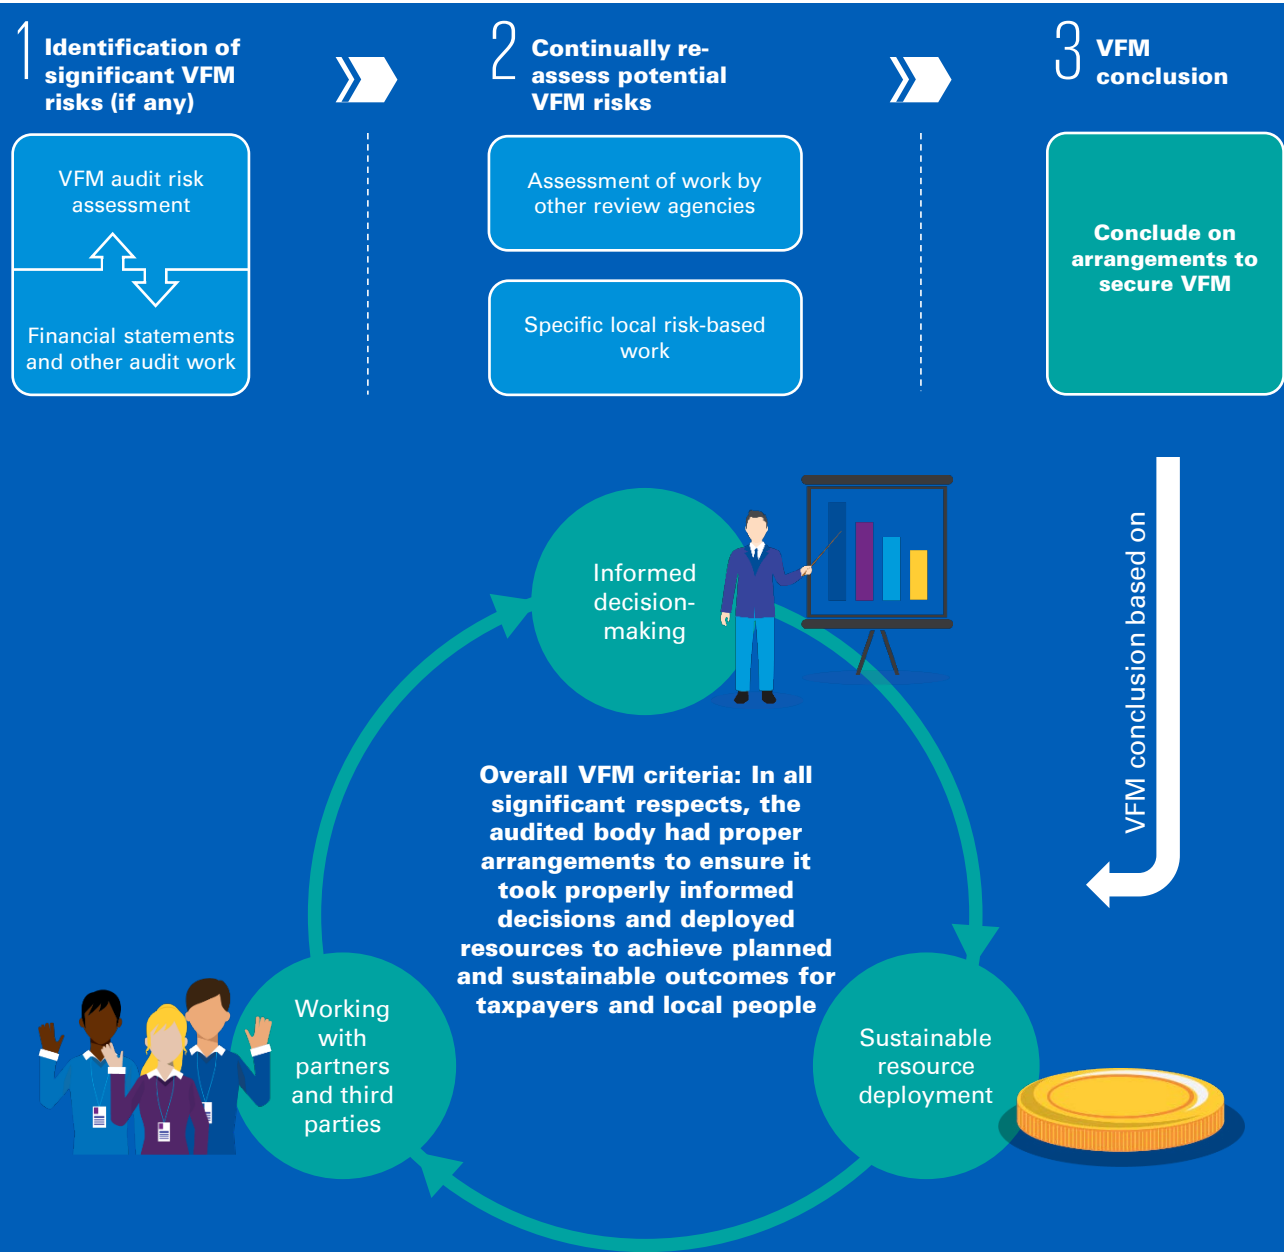 1
Identification of
significant VFM
risks (if any)
2
Continually re-
assess potential
VFM risks
3
VFM
conclusion
VFM audit risk
assessment
Financial statements
and other audit work
Assessment of work by
other review agencies
Specific local risk-based
work
Conclude on
arrangements to
secure VFM
VFM conclusion based on
Informed
decision-
making
Overall VFM criteria: In all
significant respects, the
audited body had proper
arrangements to ensure it
took properly informed
decisions and deployed
resources to achieve planned
and sustainable outcomes for
taxpayers and local people
Working
with
partners
and third
parties
Sustainable
resource
deployment